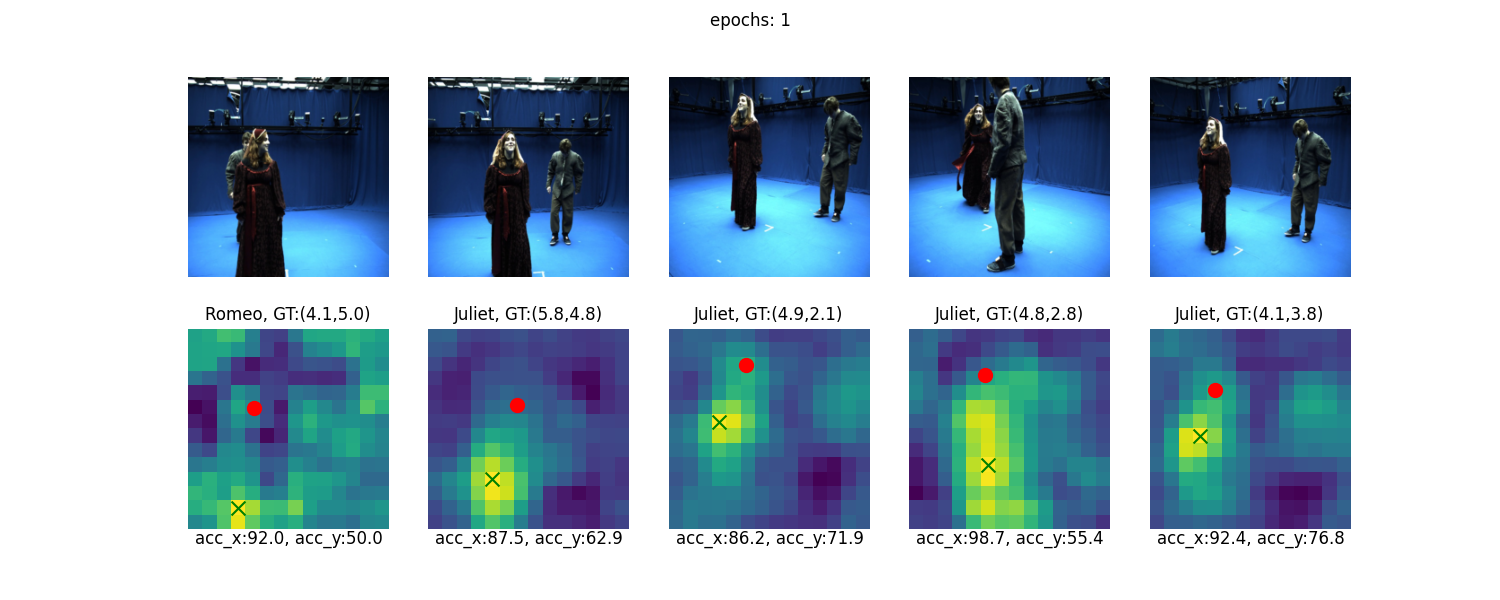 epochs: 1
Romeo, GT:(4.1,5.0)
Juliet, GT:(5.8,4.8)
Juliet, GT:(4.9,2.1)
Juliet, GT:(4.8,2.8)
Juliet, GT:(4.1,3.8)
acc_x:92.0, acc_y:50.0
acc_x:87.5, acc_y:62.9
acc_x:86.2, acc_y:71.9
acc_x:98.7, acc_y:55.4
acc_x:92.4, acc_y:76.8